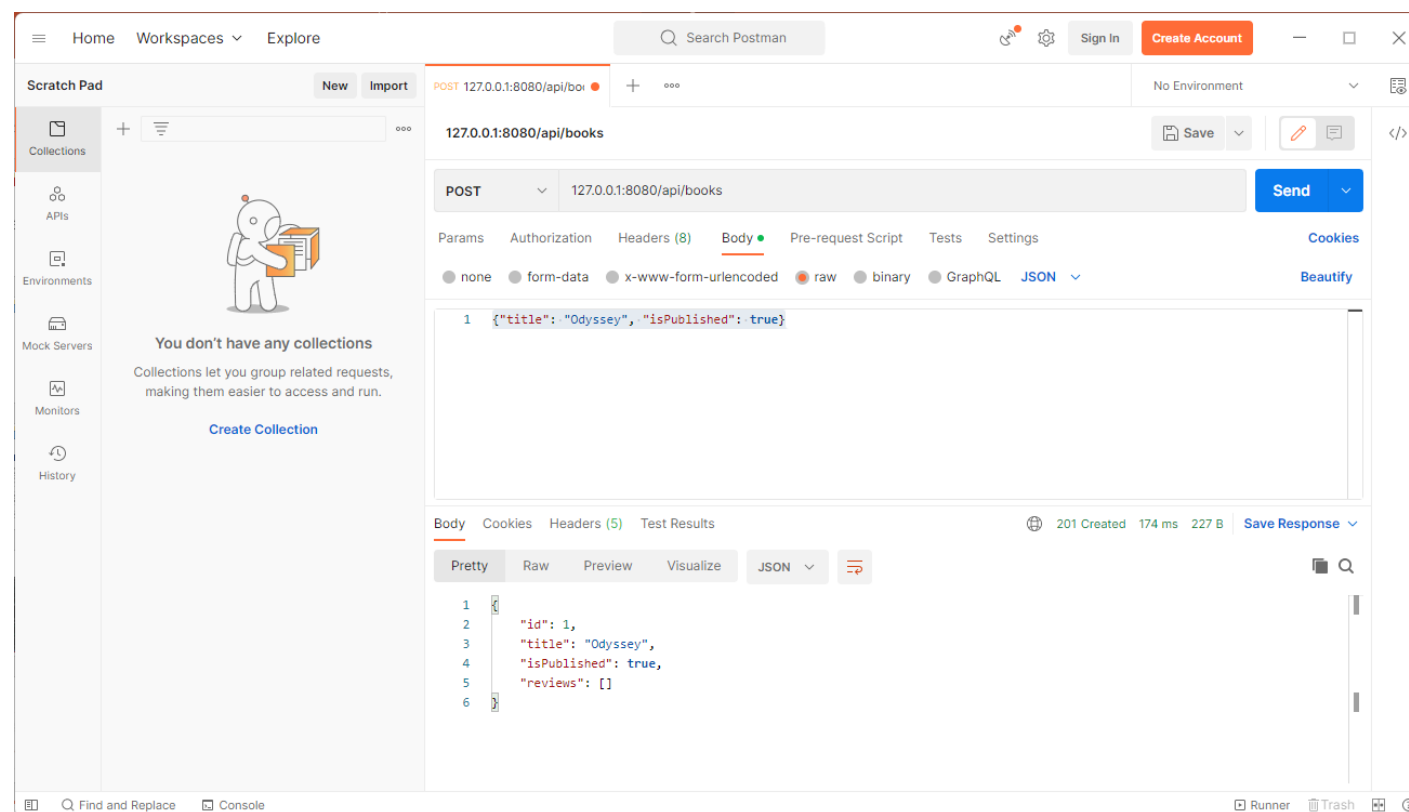 Home Workspaces Explore Search Postman Sign In Create Account
Scratch Pad New Import POST 127.0.0.1:8080/api/boo No Environment
Collections
127.0.0.1:8080/api/books Save
APIs
POST 127.0.0.1:8080/api/books Send
Params Authorization Headers (8) Body Pre-request Script Tests Settings Cookies
Environments
none form-data x-www-form-urlencoded raw binary GraphQL JSON Beautify
1 {"title": "Odyssey", "isPublished": true}
Mock Servers
You don't have any collections
Collections let you group related requests,
making them easier to access and run.
Monitors
Create Collection
History
Body Cookies Headers (5) Test Results 201 Created 174 ms 227 B Save Response
Pretty Raw Preview Visualize JSON
1 {
2 "id": 1,
3 "title": "Odyssey",
4 "isPublished": true,
5 "reviews": []
6 }
Find and Replace Console Runner Trash